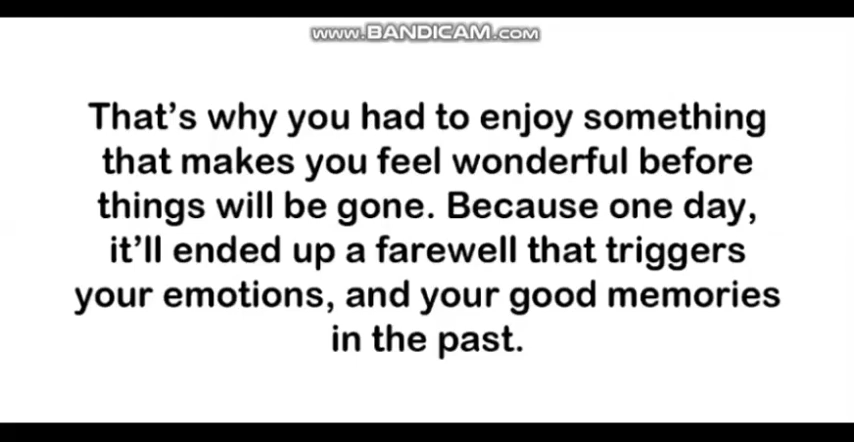 www.BANDICAM.com
That's why you had to enjoy something
that makes you feel wonderful before
things will be gone. Because one day,
it'll ended up a farewell that triggers
your emotions, and your good memories
in the past.